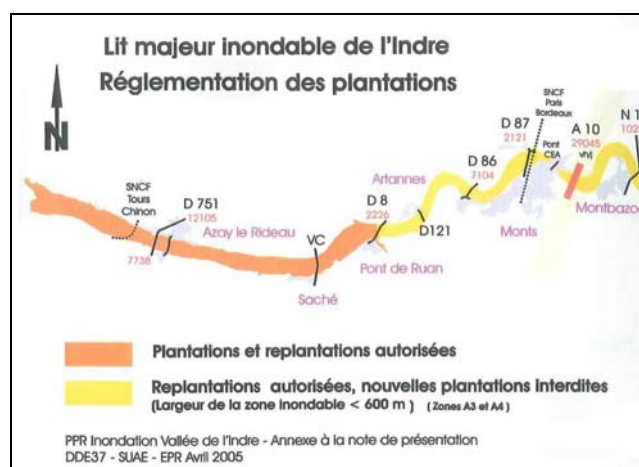 Lit majeur inondable de l'Indre
Réglementation des plantations
N
SNCF
Paris
Bordeaux
D 87
2121
Pont
CEA
A 10
29045
vh/j
N 1
D 86
7104
Artannes
Montbazo
Monts
SNCF
Tours
Chinon
D 751
12105
Azay le Rideau
7738
VC
Saché
D 8
2226
D121
Pont de Ruan
Plantations et replantations autorisées
Replantations autorisées, nouvelles plantations interdites
(Largeur de la zone inondable < 600 m ) ( Zones A3 et A4 )
PPR Inondation Vallée de l'Indre - Annexe à la note de présentation
DDE37 - SUAE - EPR Avril 2005